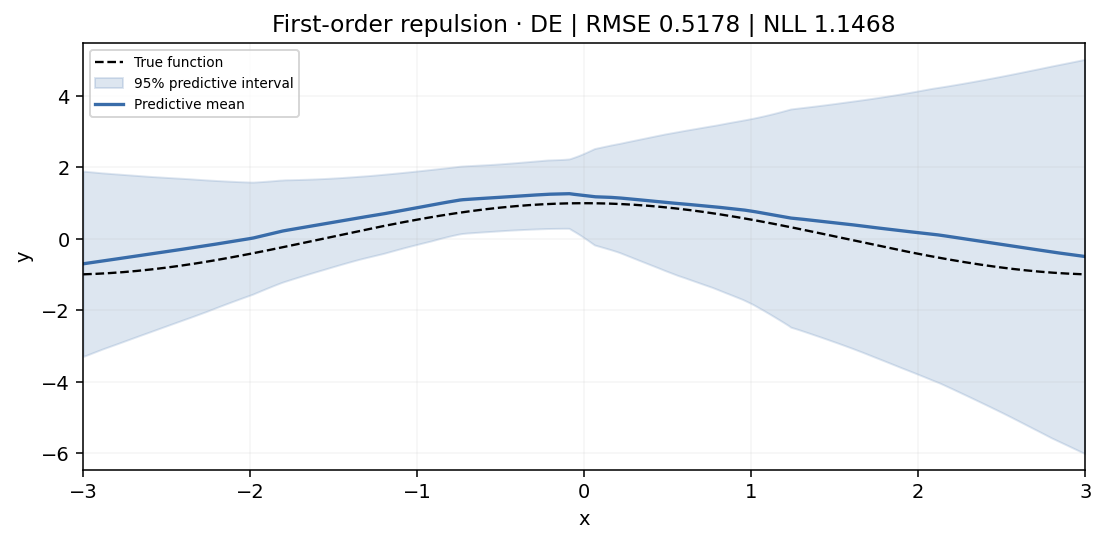 First-order repulsion · DE | RMSE 0.5178 | NLL 1.1468
True function
95% predictive interval
Predictive mean
4
2
0
−2
−4
−6
y
−3
−2
−1
0
1
2
3
x